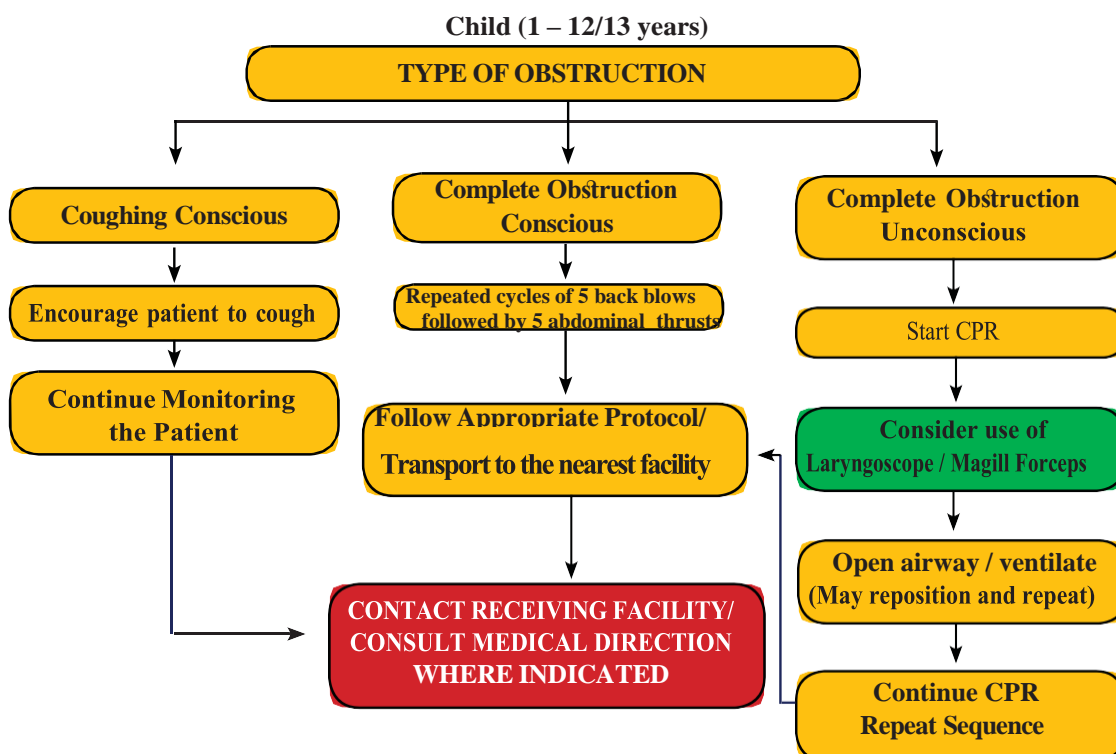 Child (1 – 12/13 years)
TYPE OF OBSTRUCTION
Coughing Conscious
Encourage patient to cough
Continue Monitoring
the Patient
Complete Obstruction
Conscious
Repeated cycles of 5 back blows
followed by 5 abdominal thrusts
Follow Appropriate Protocol/
Transport to the nearest facility
CONTACT RECEIVING FACILITY/
CONSULT MEDICAL DIRECTION
WHERE INDICATED
Complete Obstruction
Unconscious
Start CPR
Consider use of
Laryngoscope / Magill Forceps
Open airway / ventilate
(May reposition and repeat)
Continue CPR
Repeat Sequence